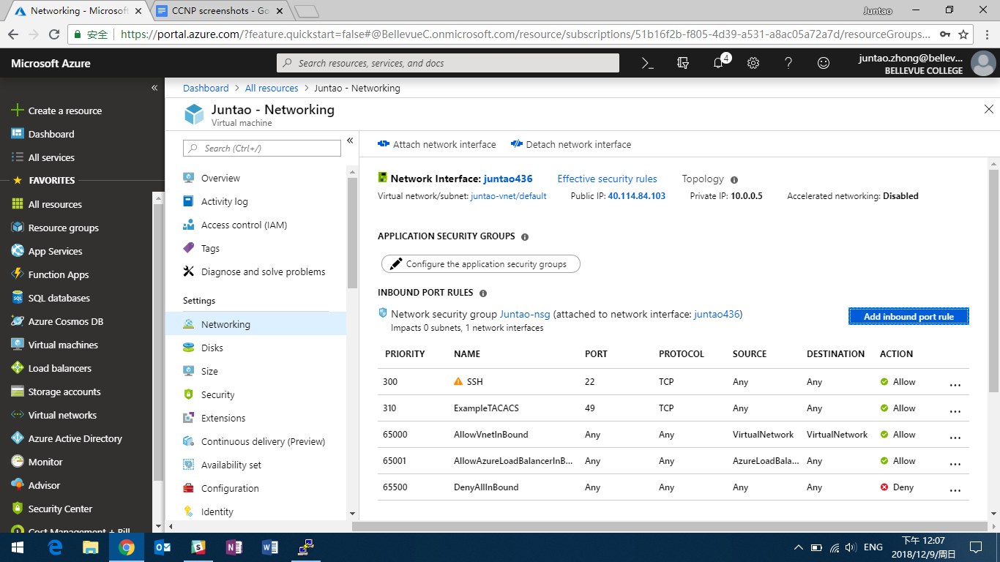 Networking - Microsof
CCNP screenshots - Go
Juntao
安全
https://portal.azure.com/?feature.quickstart=false#@BellevueC.onmicrosoft.com/resource/subscriptions/51b16f2b-f805-4d39-a531-a8ac05a72a7d/resourceGroups...
Microsoft Azure
Search resources, services, and docs
4
juntao.zhong@bellev...
BELLEVUE COLLEGE
Create a resource
Dashboard
All services
FAVORITES
All resources
Resource groups
App Services
Function Apps
SQL databases
Azure Cosmos DB
Virtual machines
Load balancers
Storage accounts
Virtual networks
Azure Active Directory
Monitor
Advisor
Security Center
Cost Management + Bill
Dashboard > All resources > Juntao - Networking
Juntao - Networking
Virtual machine
Search (Ctrl+/)
Overview
Activity log
Access control (IAM)
Tags
Diagnose and solve problems
Settings
Networking
Disks
Size
Security
Extensions
Continuous delivery (Preview)
Availability set
Configuration
Identity
Attach network interface Detach network interface
Network Interface: juntao436 Effective security rules Topology
Virtual network/subnet: juntao-vnet/default Public IP: 40.114.84.103 Private IP: 10.0.0.5 Accelerated networking: Disabled
APPLICATION SECURITY GROUPS
Configure the application security groups
INBOUND PORT RULES
Network security group Juntao-nsg (attached to network interface: juntao436)
Impacts 0 subnets, 1 network interfaces
Add inbound port rule
PRIORITY NAME PORT PROTOCOL SOURCE DESTINATION ACTION
300 SSH 22 TCP Any Any Allow ...
310 ExampleTACACS 49 TCP Any Any Allow ...
65000 AllowVnetInBound Any Any VirtualNetwork VirtualNetwork Allow ...
65001 AllowAzureLoadBalancerInB... Any Any AzureLoadBala... Any Allow ...
65500 DenyAllInBound Any Any Any Any Deny ...
ENG
下午 12:07
2018/12/9/周日